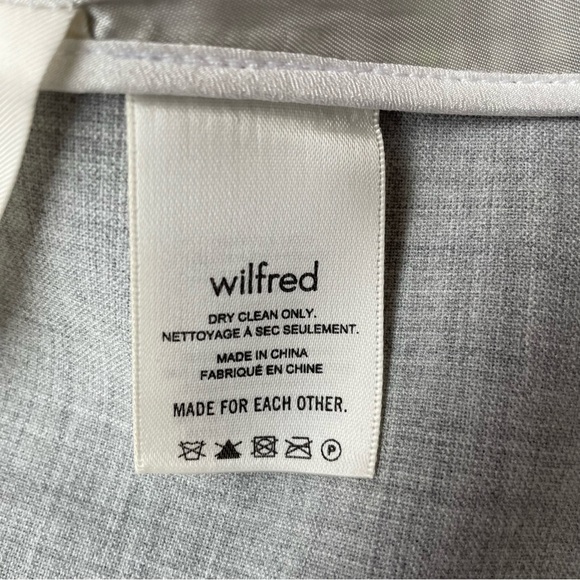 wilfred
DRY CLEAN ONLY.
NETTOYAGE À SEC SEULEMENT.
MADE IN CHINA
FABRIQUÉ EN CHINE
MADE FOR EACH OTHER.
P